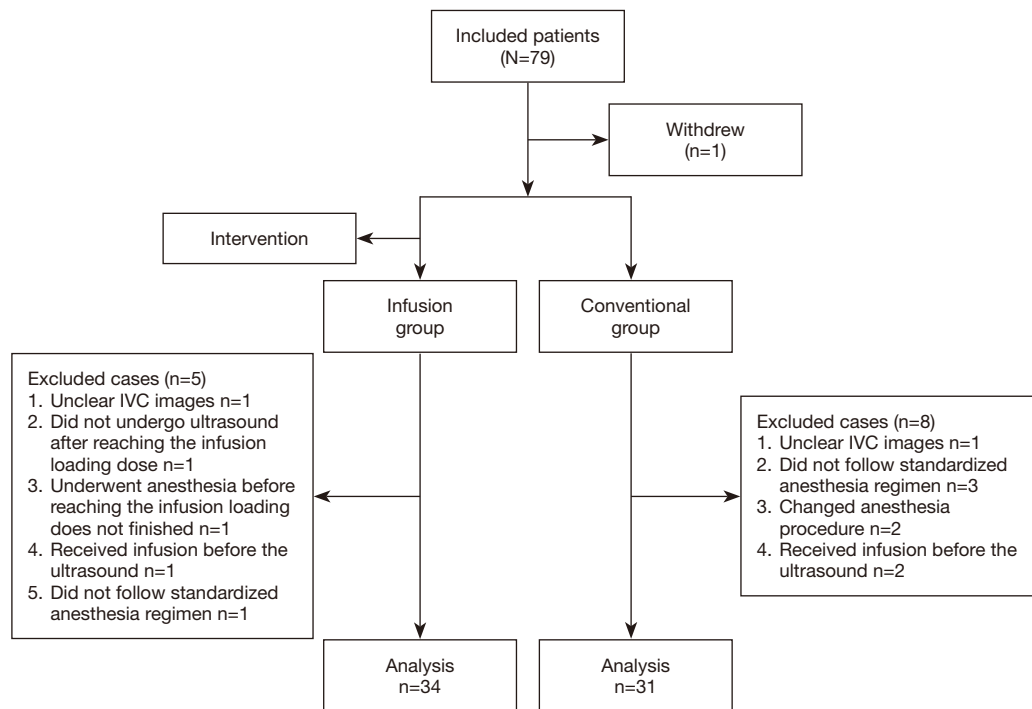 Included patients
(N=79)
Withdrew
(n=1)
Intervention
Infusion
group
Conventional
group
Excluded cases (n=5)
1. Unclear IVC images n=1
2. Did not undergo ultrasound
after reaching the infusion
loading dose n=1
3. Underwent anesthesia before
reaching the infusion loading
does not finished n=1
4. Received infusion before the
ultrasound n=1
5. Did not follow standardized
anesthesia regimen n=1
Excluded cases (n=8)
1. Unclear IVC images n=1
2. Did not follow standardized
anesthesia regimen n=3
3. Changed anesthesia
procedure n=2
4. Received infusion before the
ultrasound n=2
Analysis
n=34
Analysis
n=31